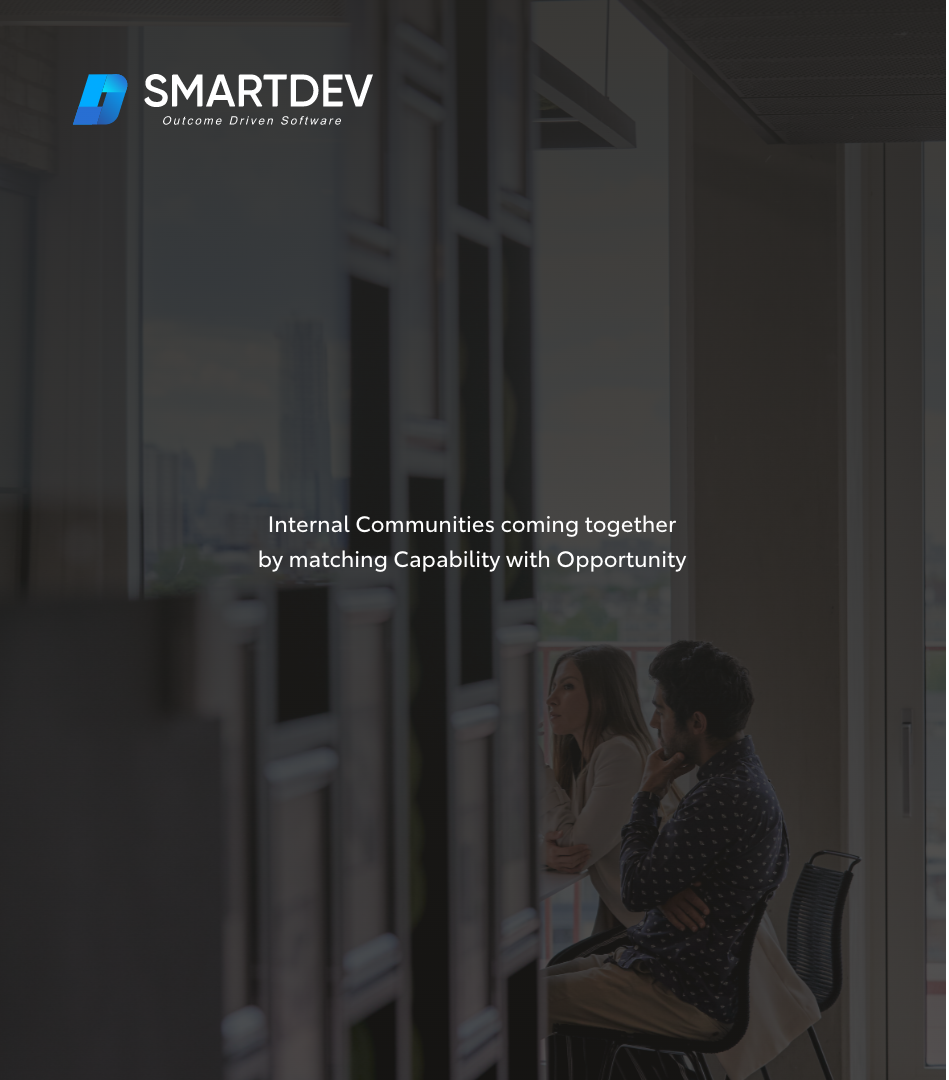 SMARTDEV
Outcome Driven Software
Internal Communities coming together
by matching Capability with Opportunity